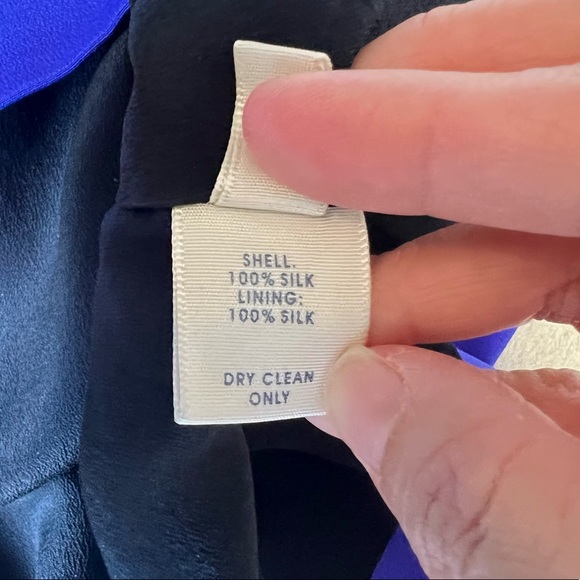 SHELL.
100% SILK
LINING:
100% SILK
DRY CLEAN
ONLY